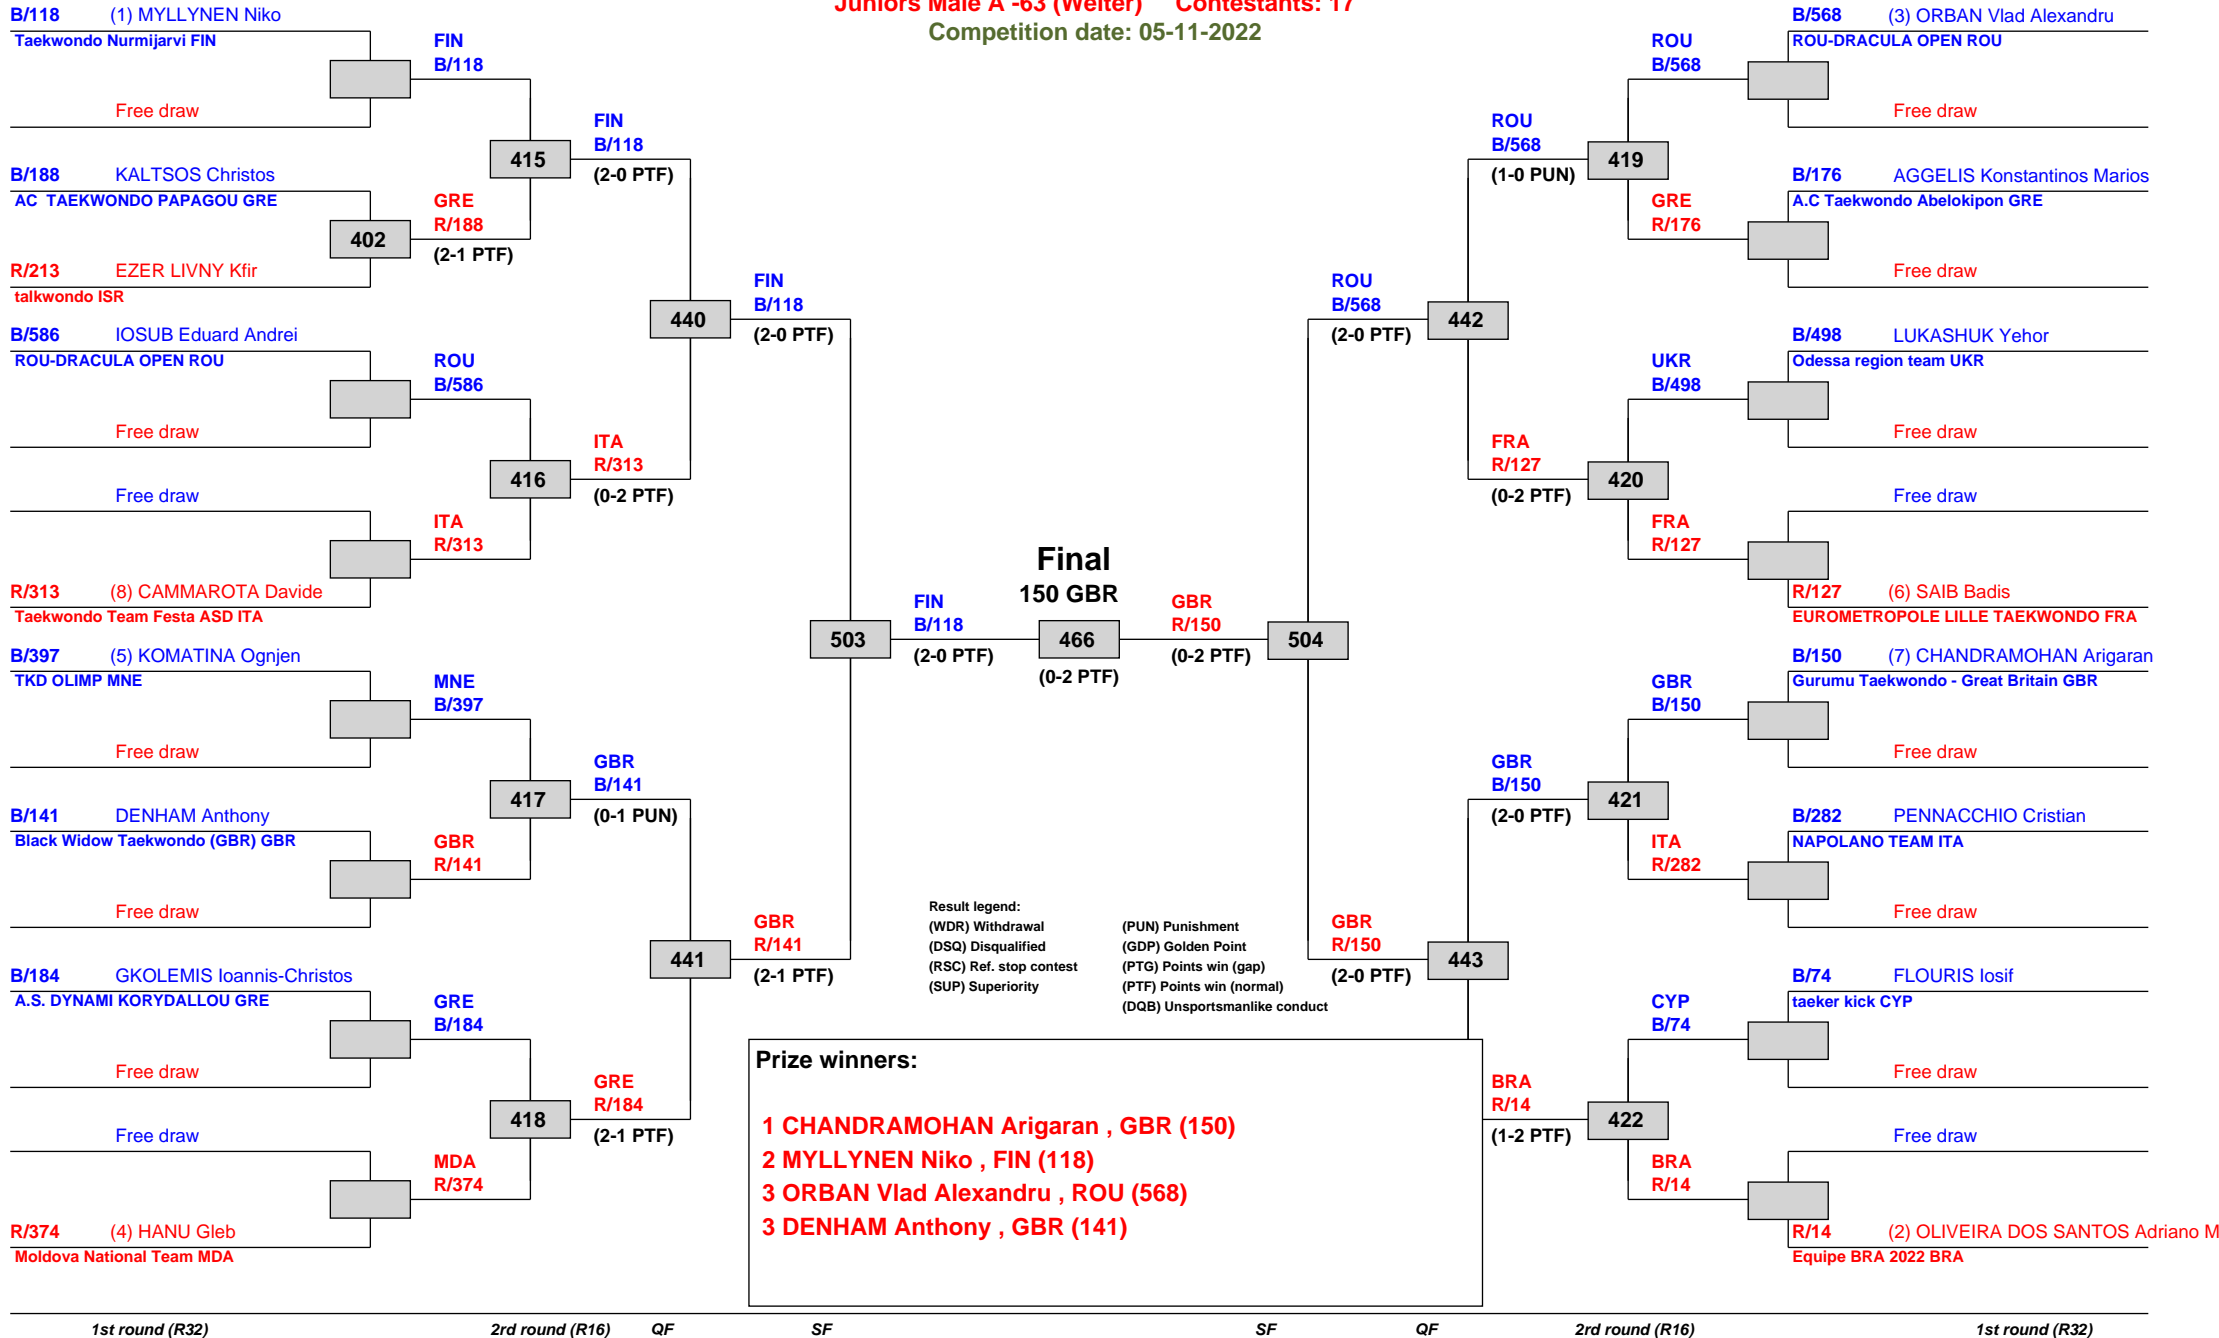 Juniors Male A -63 (Welter) Contestants: 17
Competition date: 05-11-2022
B/118 (1) MYLLYNEN Niko
Taekwondo Nurmijarvi FIN
Free draw
B/188 KALTSOS Christos
AC TAEKWONDO PAPAGOU GRE
402
R/213 EZER LIVNY Kfir
talkwondo ISR
B/586 IOSUB Eduard Andrei
ROU-DRACULA OPEN ROU
Free draw
Free draw
R/313 (8) CAMMAROTA Davide
Taekwondo Team Festa ASD ITA
B/397 (5) KOMATINA Ognjen
TKD OLIMP MNE
Free draw
B/141 DENHAM Anthony
Black Widow Taekwondo (GBR) GBR
Free draw
B/184 GKOLEMIS Ioannis-Christos
A.S. DYNAMI KORYDALLOU GRE
Free draw
Free draw
R/374 (4) HANU Gleb
Moldova National Team MDA
FIN
B/118
415
GRE
R/188
(2-1 PTF)
ROU
B/586
416
ITA
R/313
MNE
B/397
417
GBR
R/141
GRE
B/184
418
MDA
R/374
FIN
B/118
(2-0 PTF)
440
ITA
R/313
(0-2 PTF)
GBR
B/141
(0-1 PUN)
441
GRE
R/184
(2-1 PTF)
FIN
B/118
(2-0 PTF)
503
GBR
R/141
(2-1 PTF)
FIN
B/118
(2-0 PTF)
Final
150 GBR
466
(0-2 PTF)
GBR
R/150
(0-2 PTF)
504
ROU
B/568
(2-0 PTF)
442
GBR
R/150
(2-0 PTF)
443
ROU
B/568
(1-0 PUN)
419
FRA
R/127
(0-2 PTF)
420
GBR
B/150
(2-0 PTF)
421
BRA
R/14
(1-2 PTF)
422
ROU
B/568
GRE
R/176
UKR
B/498
FRA
R/127
GBR
B/150
ITA
R/282
CYP
B/74
BRA
R/14
B/568 (3) ORBAN Vlad Alexandru
ROU-DRACULA OPEN ROU
Free draw
B/176 AGGELIS Konstantinos Marios
A.C Taekwondo Abelokipon GRE
Free draw
B/498 LUKASHUK Yehor
Odessa region team UKR
Free draw
Free draw
R/127 (6) SAIB Badis
EUROMETROPOLE LILLE TAEKWONDO FRA
B/150 (7) CHANDRAMOHAN Arigaran
Gurumu Taekwondo - Great Britain GBR
Free draw
B/282 PENNACCHIO Cristian
NAPOLANO TEAM ITA
Free draw
B/74 FLOURIS Iosif
taeker kick CYP
Free draw
Free draw
R/14 (2) OLIVEIRA DOS SANTOS Adriano M
Equipe BRA 2022 BRA
Result legend:
(WDR) Withdrawal (PUN) Punishment
(DSQ) Disqualified (GDP) Golden Point
(RSC) Ref. stop contest (PTG) Points win (gap)
(SUP) Superiority (PTF) Points win (normal)
(DQB) Unsportsmanlike conduct
Prize winners:
1 CHANDRAMOHAN Arigaran , GBR (150)
2 MYLLYNEN Niko , FIN (118)
3 ORBAN Vlad Alexandru , ROU (568)
3 DENHAM Anthony , GBR (141)
1st round (R32) 2rd round (R16) QF SF SF QF 2rd round (R16) 1st round (R32)